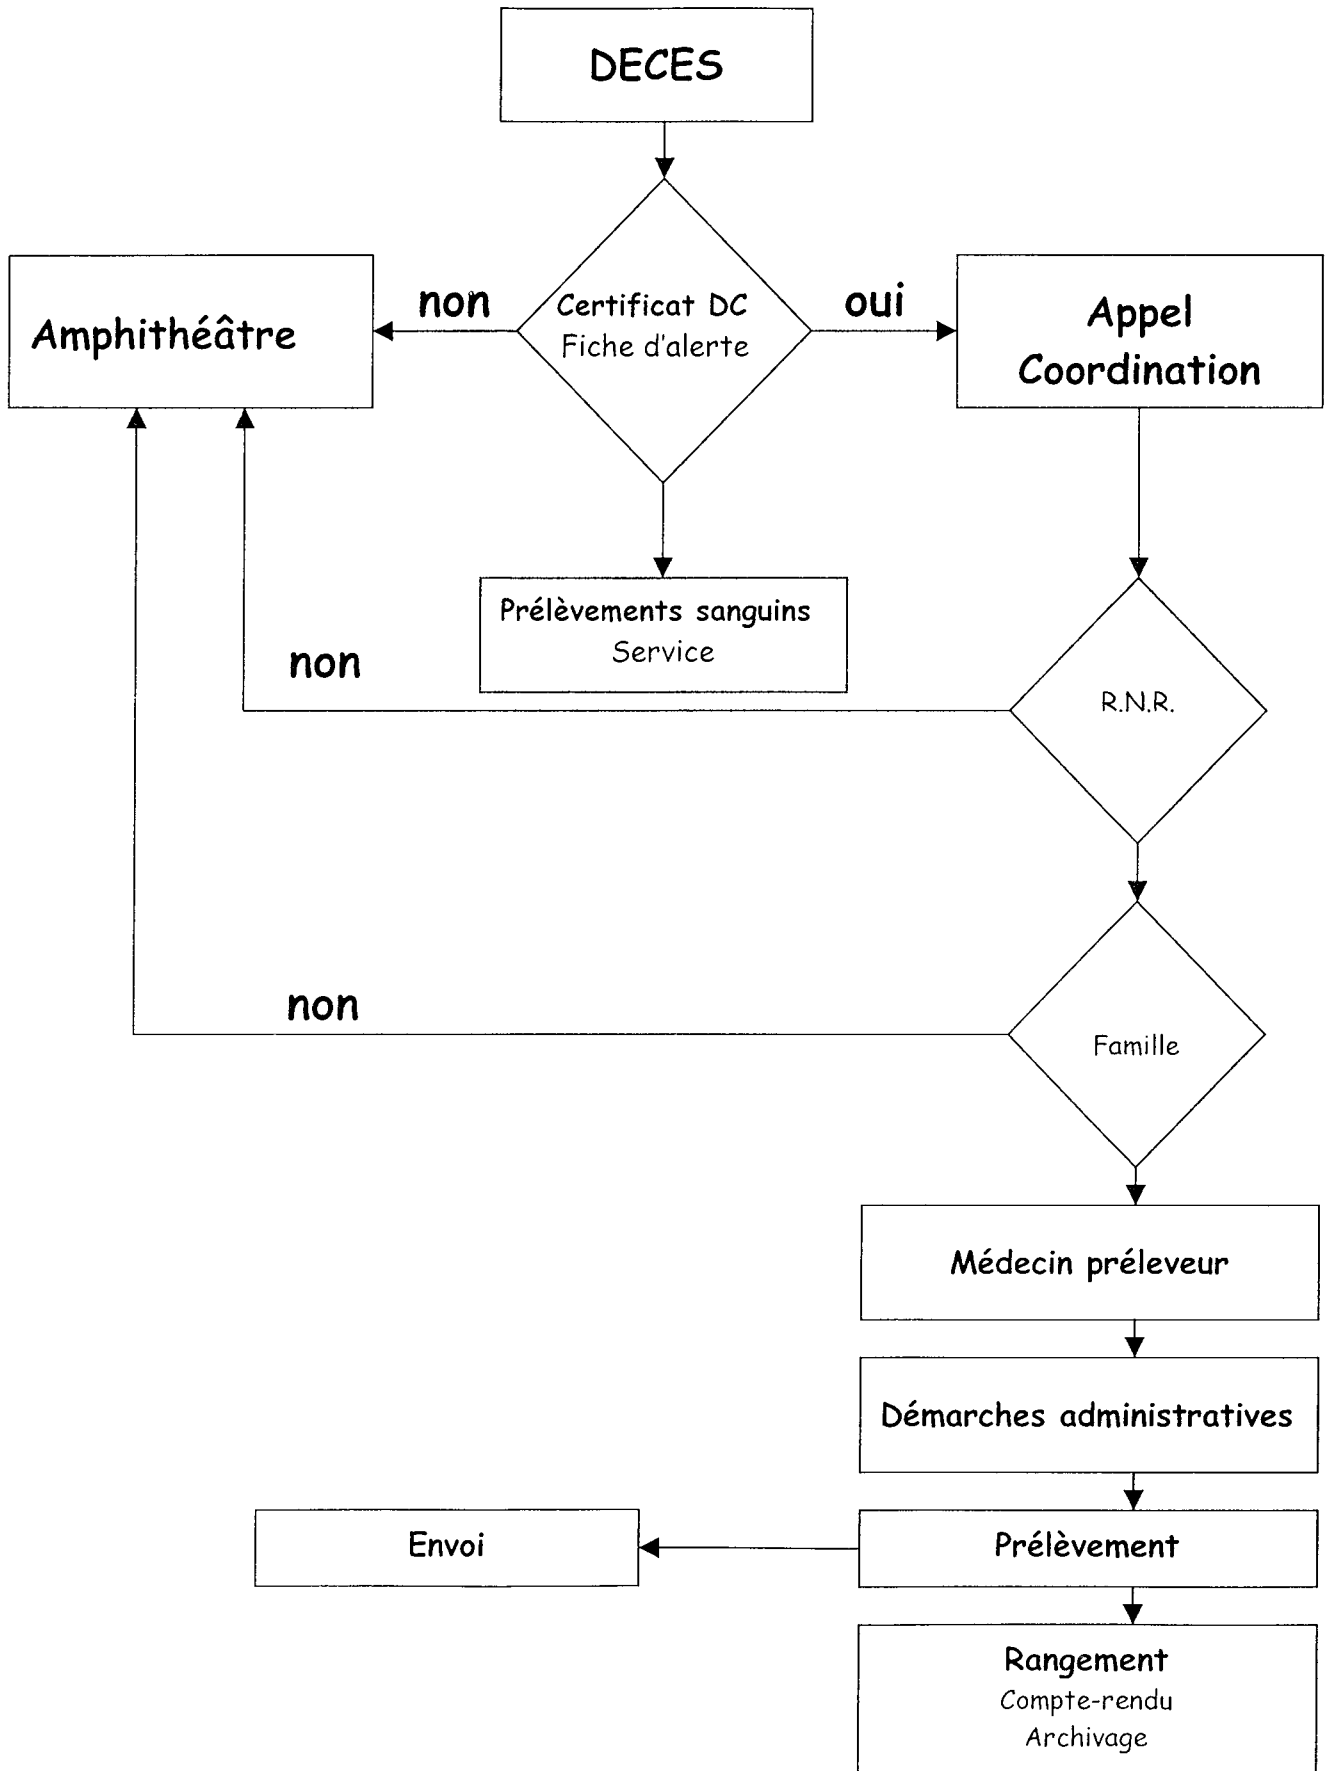 DECES
non
Certificat DC
Fiche d'alerte
oui
Amphithéâtre
Appel
Coordination
Prélèvements sanguins
Service
non
R.N.R.
non
Famille
Médecin préleveur
Démarches administratives
Envoi
Prélèvement
Rangement
Compte-rendu
Archivage